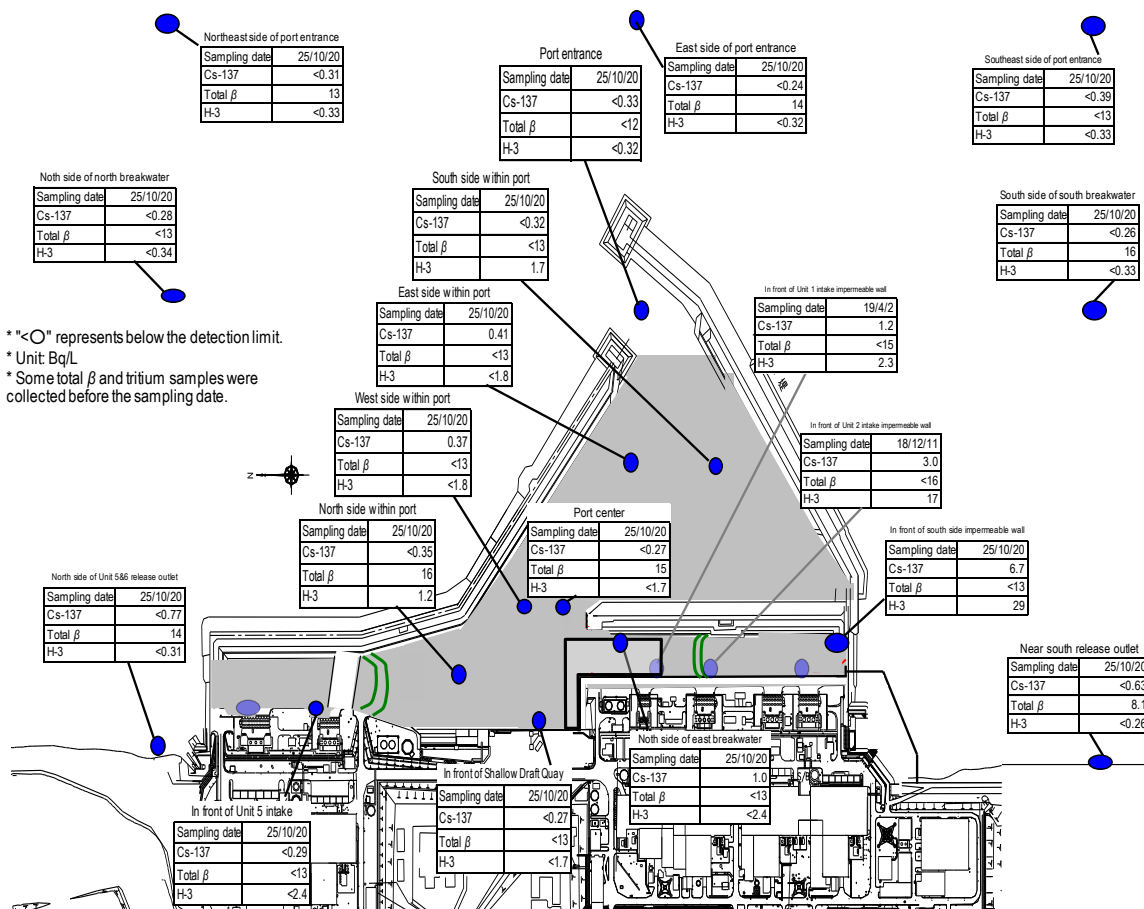 Northeast side of port entrance
Sampling date 25/10/20
Cs-137 <0.31
Total β 13
H-3 <0.33
Port entrance
Sampling date 25/10/20
Cs-137 <0.33
Total β <12
H-3 <0.32
East side of port entrance
Sampling date 25/10/20
Cs-137 <0.24
Total β 14
H-3 <0.32
Southeast side of port entrance
Sampling date 25/10/20
Cs-137 <0.39
Total β <13
H-3 <0.33
Noth side of north breakwater
Sampling date 25/10/20
Cs-137 <0.28
Total β <13
H-3 <0.34
South side within port
Sampling date 25/10/20
Cs-137 <0.32
Total β <13
H-3 1.7
South side of south breakwater
Sampling date 25/10/20
Cs-137 <0.26
Total β 16
H-3 <0.33
East side within port
Sampling date 25/10/20
Cs-137 0.41
Total β <13
H-3 <1.8
In front of Unit 1 intake impermeable wall
Sampling date 19/4/2
Cs-137 1.2
Total β <15
H-3 2.3
堤
* "<○" represents below the detection limit.
* Unit: Bq/L
* Some total β and tritium samples were
collected before the sampling date.
West side within port
Sampling date 25/10/20
Cs-137 0.37
Total β <13
H-3 <1.8
In front of Unit 2 intake impermeable wall
Sampling date 18/12/11
Cs-137 3.0
Total β <16
H-3 17
N
North side within port
Sampling date 25/10/20
Cs-137 <0.35
Total β 16
H-3 1.2
Port center
Sampling date 25/10/20
Cs-137 <0.27
Total β 15
H-3 <1.7
In front of south side impermeable wall
Sampling date 25/10/20
Cs-137 6.7
Total β <13
H-3 29
North side of Unit 5&6 release outlet
Sampling date 25/10/20
Cs-137 <0.77
Total β 14
H-3 <0.31
Near south release outlet
Sampling date 25/10/20
Cs-137 <0.63
Total β 8.1
H-3 <0.26
Noth side of east breakwater
Sampling date 25/10/20
Cs-137 1.0
Total β <13
H-3 <2.4
S/B
In front of Shallow Draft Quay
Sampling date 25/10/20
Cs-137 <0.27
Total β <13
H-3 <1.7
In front of Unit 5 intake
Sampling date 25/10/20
Cs-137 <0.29
Total β <13
H-3 <2.4